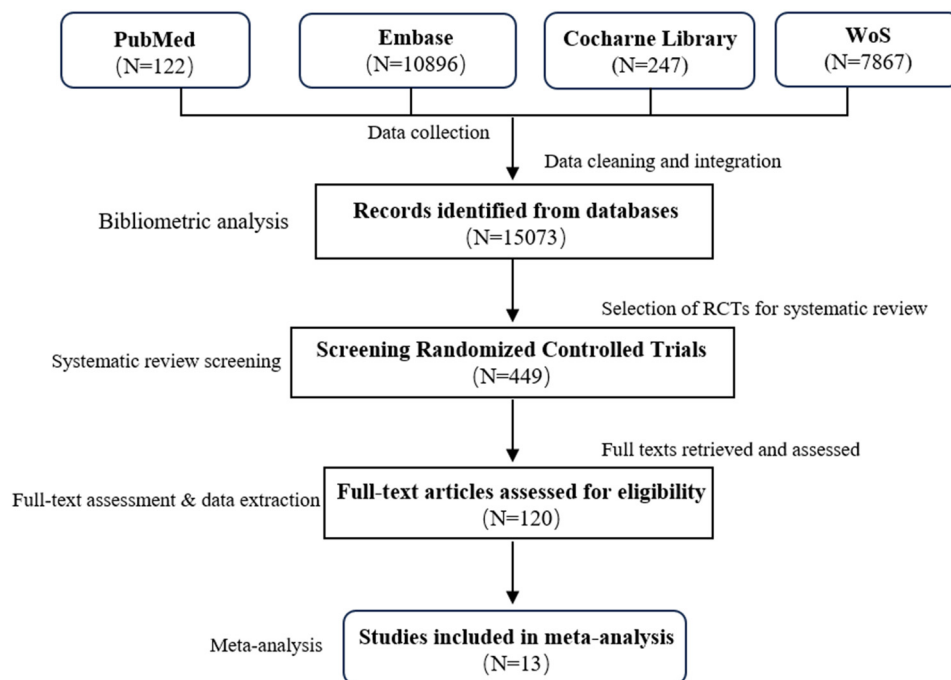 PubMed
(N=122)
Embase
(N=10896)
Cocharne Library
(N=247)
WoS
(N=7867)
Data collection
Data cleaning and integration
Bibliometric analysis
Records identified from databases
(N=15073)
Selection of RCTs for systematic review
Systematic review screening
Screening Randomized Controlled Trials
(N=449)
Full texts retrieved and assessed
Full-text assessment & data extraction
Full-text articles assessed for eligibility
(N=120)
Meta-analysis
Studies included in meta-analysis
(N=13)